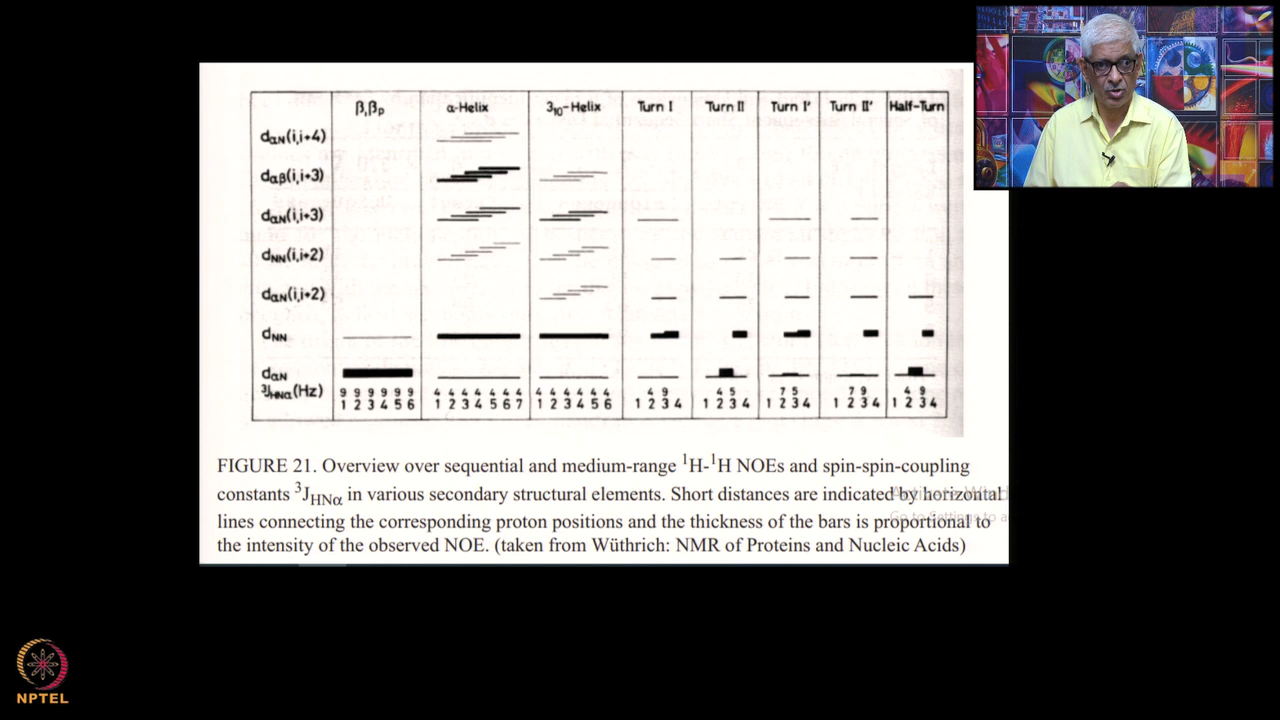 β,βp α-Helix 3₁₀-Helix Turn I Turn II Turn I' Turn II' Half-Turn
dαN(i,i+4)
dαβ(i,i+3)
dαN(i,i+3)
dNN(i,i+2)
dαN(i,i+2)
dNN
dαN
³JHNα(Hz) 9 9 9 9 9 9 4 4 4 4 4 4 4 4 4 4 4 4 4 4 9 4 5 7 5 7 9 4 9
1 2 3 4 5 6 1 2 3 4 5 6 7 1 2 3 4 5 6 1 2 3 4 1 2 3 4 1 2 3 4 1 2 3 4 1 2 3 4
FIGURE 21. Overview over sequential and medium-range ¹H-¹H NOEs and spin-spin-coupling
constants ³JHNα in various secondary structural elements. Short distances are indicated by horizontal
lines connecting the corresponding proton positions and the thickness of the bars is proportional to
the intensity of the observed NOE. (taken from Wüthrich: NMR of Proteins and Nucleic Acids)
NPTEL